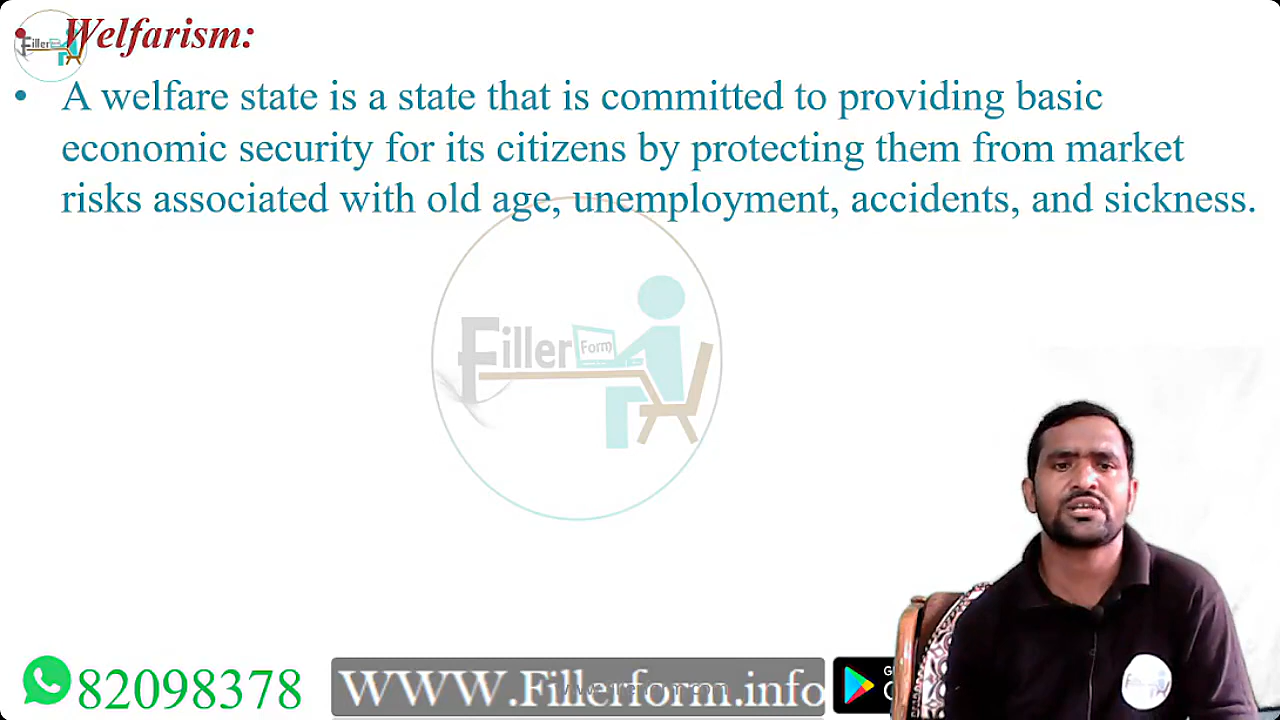 • Welfarism:
• A welfare state is a state that is committed to providing basic
economic security for its citizens by protecting them from market
risks associated with old age, unemployment, accidents, and sickness.
Filler
Filler Form
82098378
WWW.Fillerform.info